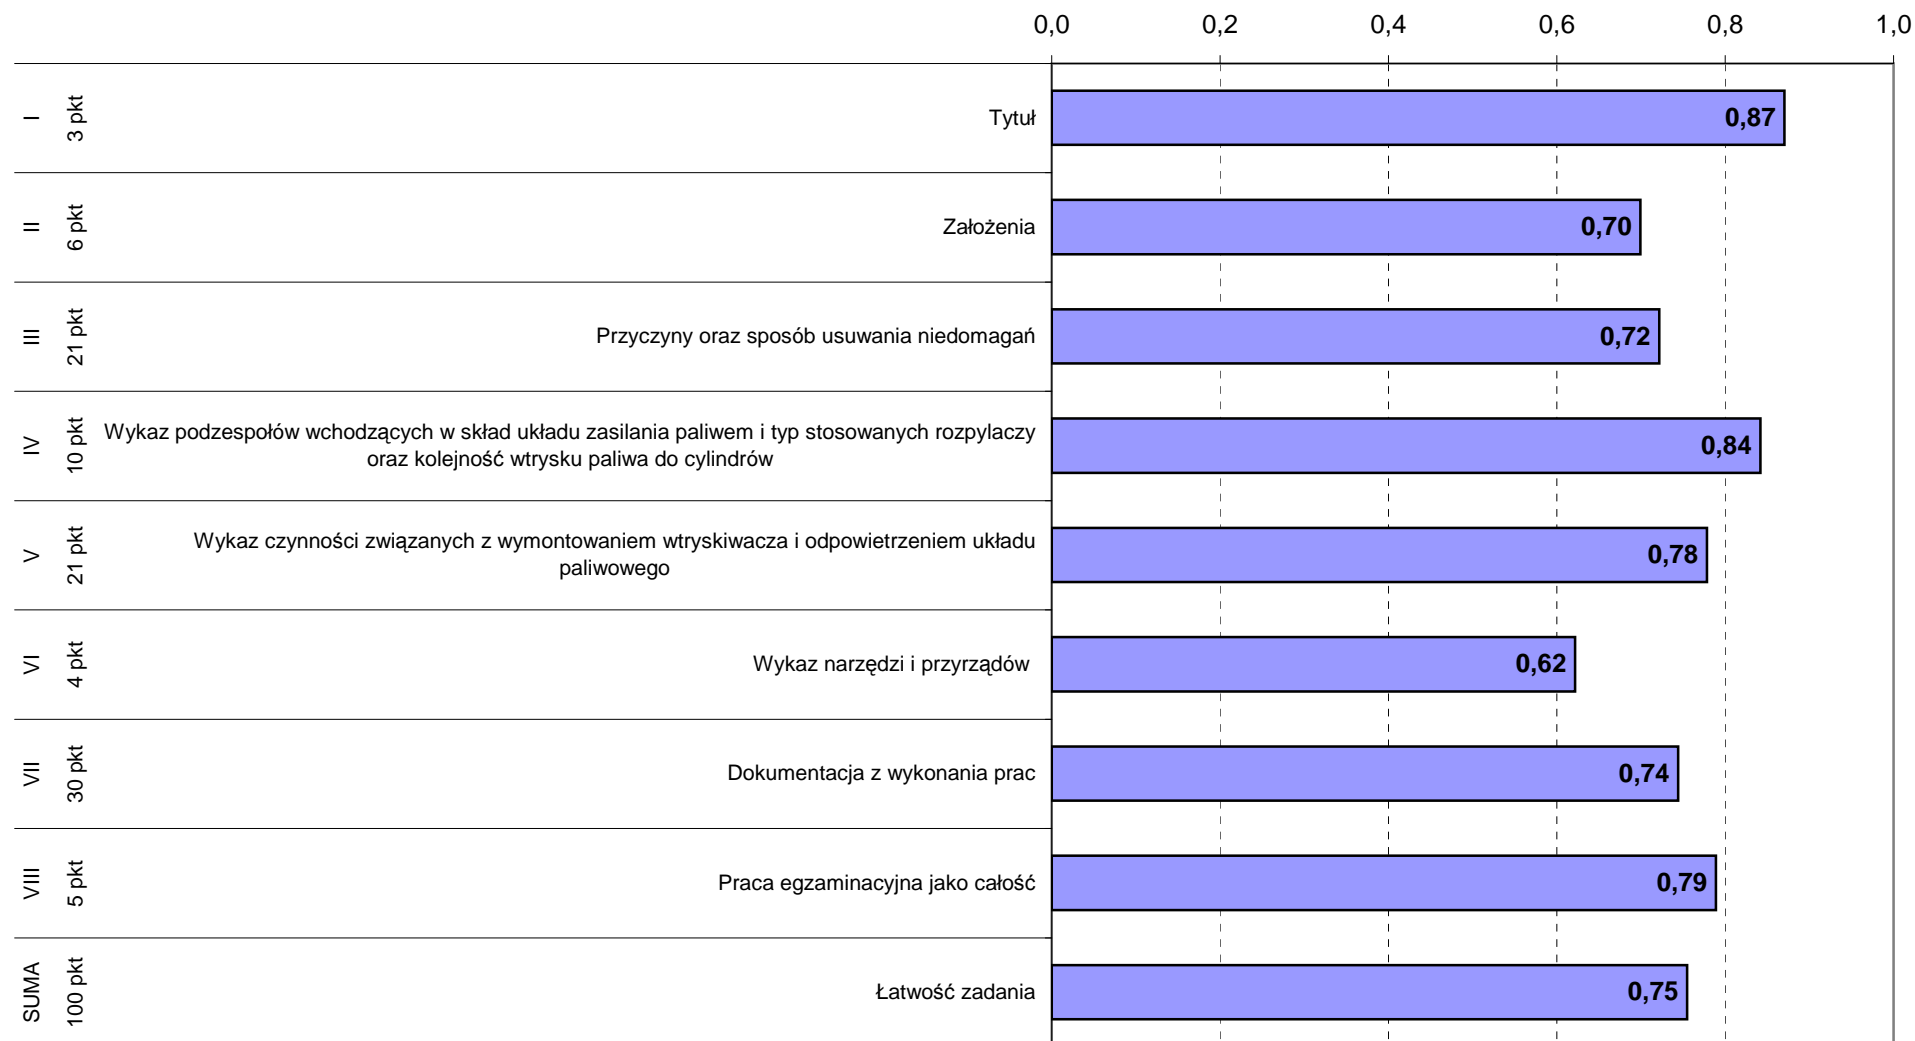 0,0 0,2 0,4 0,6 0,8 1,0
I 3 pkt Tytuł 0,87
II 6 pkt Założenia 0,70
III 21 pkt Przyczyny oraz sposób usuwania niedomagań 0,72
IV 10 pkt Wykaz podzespołów wchodzących w skład układu zasilania paliwem i typ stosowanych rozpylaczy
oraz kolejność wtrysku paliwa do cylindrów 0,84
V 21 pkt Wykaz czynności związanych z wymontowaniem wtryskiwacza i odpowietrzeniem układu
paliwowego 0,78
VI 4 pkt Wykaz narzędzi i przyrządów 0,62
VII 30 pkt Dokumentacja z wykonania prac 0,74
VIII 5 pkt Praca egzaminacyjna jako całość 0,79
SUMA 100 pkt Łatwość zadania 0,75